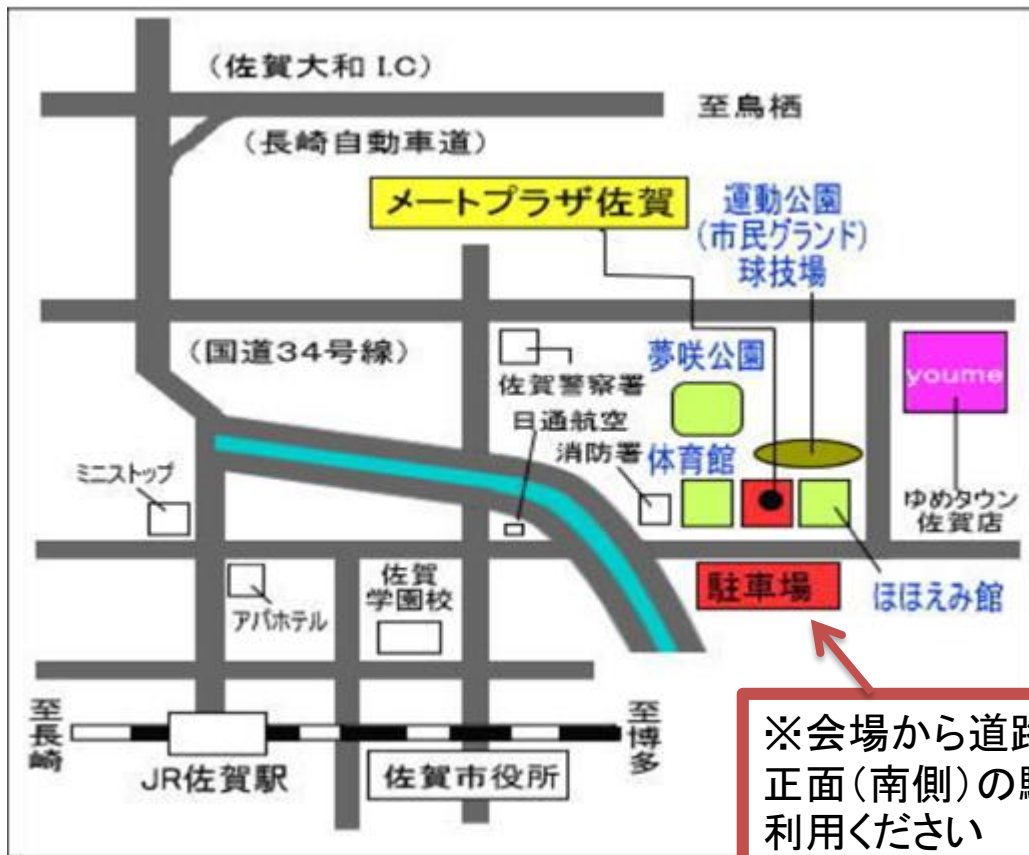 (佐賀大和 I.C)
至鳥栖
(長崎自動車道)
メートプラザ佐賀
運動公園
(市民グランド)
球技場
(国道34号線)
佐賀警察署
夢咲公園
youme
日通航空
消防署
体育館
ミニストップ
ゆめタウン
佐賀店
佐賀
学園校
アパホテル
駐車場
ほほえみ館
至長崎
至博多
JR佐賀駅
佐賀市役所
※会場から道路
正面(南側)の駐
利用ください